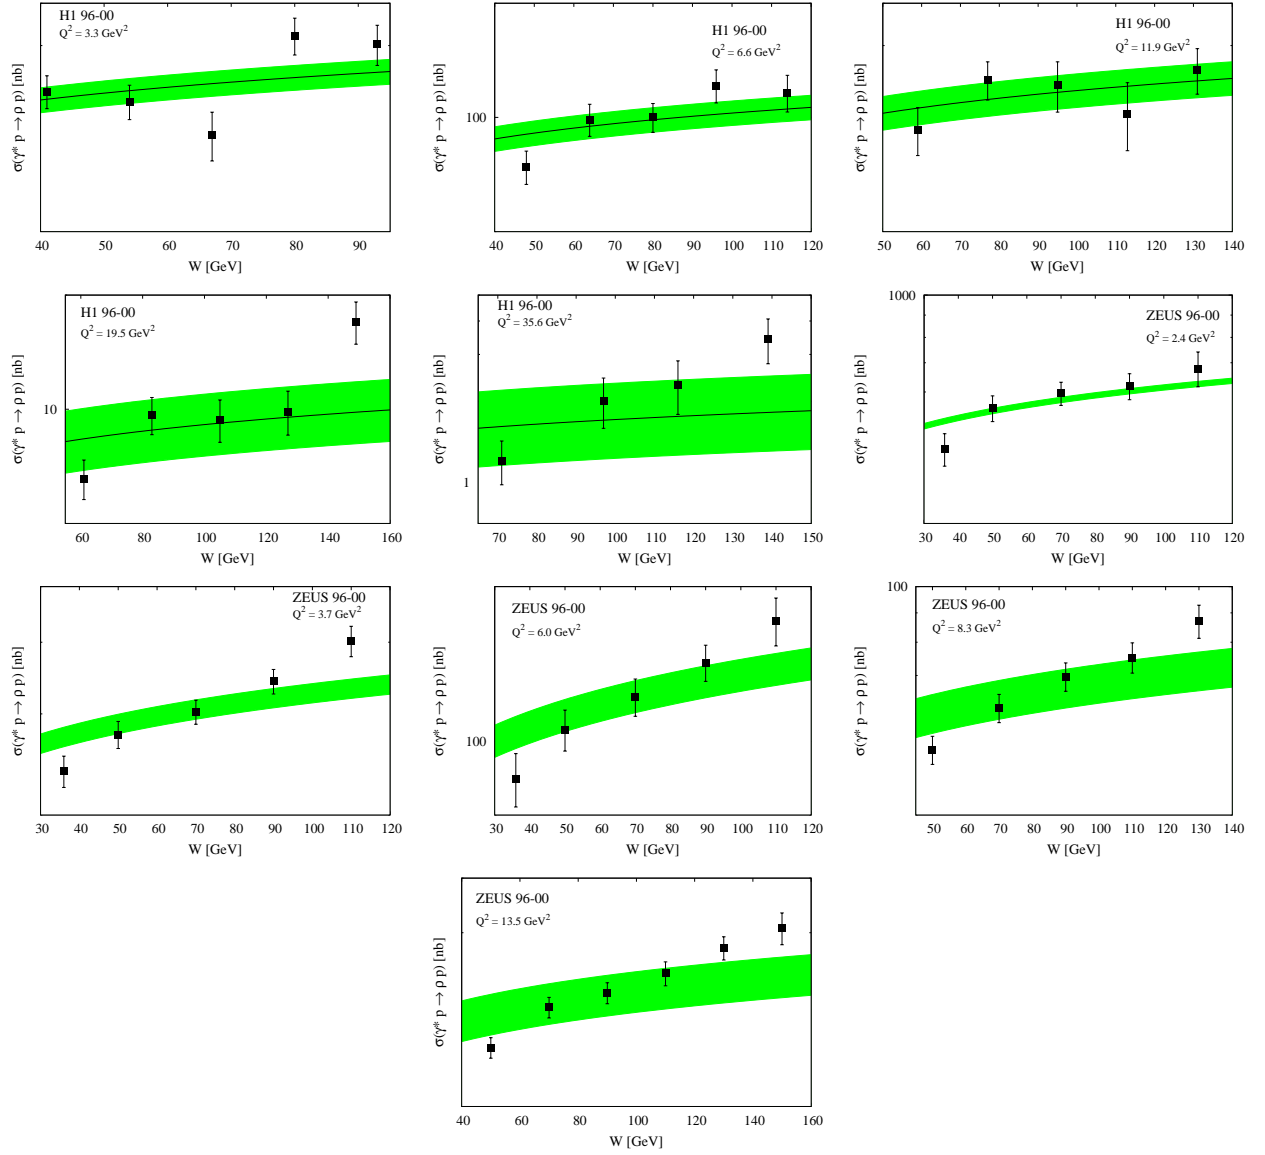 H1 96-00
Q² = 3.3 GeV²
σ(γ* p → ρ p) [nb]
40 50 60 70 80 90
W [GeV]
H1 96-00
Q² = 6.6 GeV²
σ(γ* p → ρ p) [nb]
100
40 50 60 70 80 90 100 110 120
W [GeV]
H1 96-00
Q² = 11.9 GeV²
σ(γ* p → ρ p) [nb]
50 60 70 80 90 100 110 120 130 140
W [GeV]
H1 96-00
Q² = 19.5 GeV²
σ(γ* p → ρ p) [nb]
10
60 80 100 120 140 160
W [GeV]
H1 96-00
Q² = 35.6 GeV²
σ(γ* p → ρ p) [nb]
1
70 80 90 100 110 120 130 140 150
W [GeV]
1000
ZEUS 96-00
Q² = 2.4 GeV²
σ(γ* p → ρ p) [nb]
30 40 50 60 70 80 90 100 110 120
W [GeV]
ZEUS 96-00
Q² = 3.7 GeV²
σ(γ* p → ρ p) [nb]
30 40 50 60 70 80 90 100 110 120
W [GeV]
ZEUS 96-00
Q² = 6.0 GeV²
σ(γ* p → ρ p) [nb]
100
30 40 50 60 70 80 90 100 110 120
W [GeV]
100
ZEUS 96-00
Q² = 8.3 GeV²
σ(γ* p → ρ p) [nb]
50 60 70 80 90 100 110 120 130 140
W [GeV]
ZEUS 96-00
Q² = 13.5 GeV²
σ(γ* p → ρ p) [nb]
40 60 80 100 120 140 160
W [GeV]